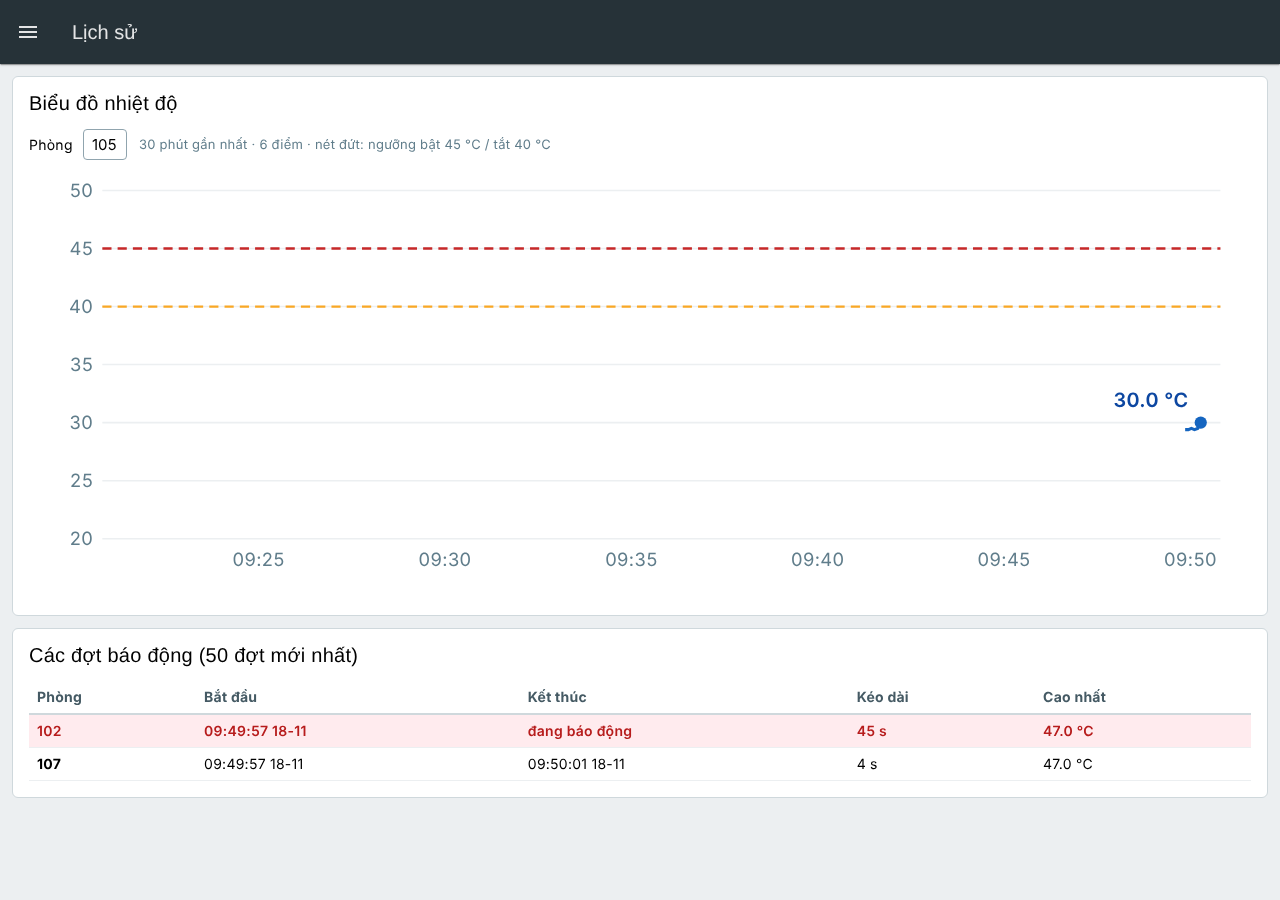 Lịch sử
Biểu đồ nhiệt độ
Phòng 105 30 phút gần nhất · 6 điểm · nét đứt: ngưỡng bật 45 °C / tắt 40 °C
50
45
40
35
30.0 °C
30
25
20
09:25 09:30 09:35 09:40 09:45 09:50
Các đợt báo động (50 đợt mới nhất)
Phòng Bắt đầu Kết thúc Kéo dài Cao nhất
102 09:49:57 18-11 đang báo động 45 s 47.0 °C
107 09:49:57 18-11 09:50:01 18-11 4 s 47.0 °C